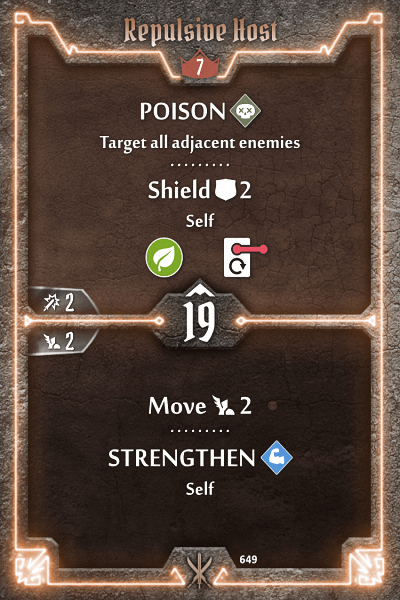 Repulsive Host
7
POISON
Target all adjacent enemies
Shield 2
Self
2
19
2
Move 2
STRENGTHEN
Self
649